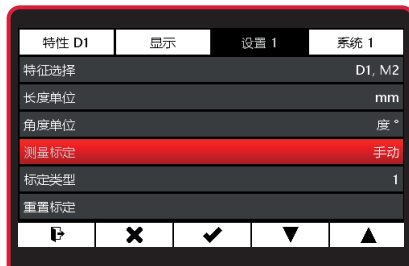 特性 D1 显示 设置 1 系统 1
特征选择 D1, M2
长度单位 mm
角度单位 度 °
测量标定 手动
标定类型 1
重置标定